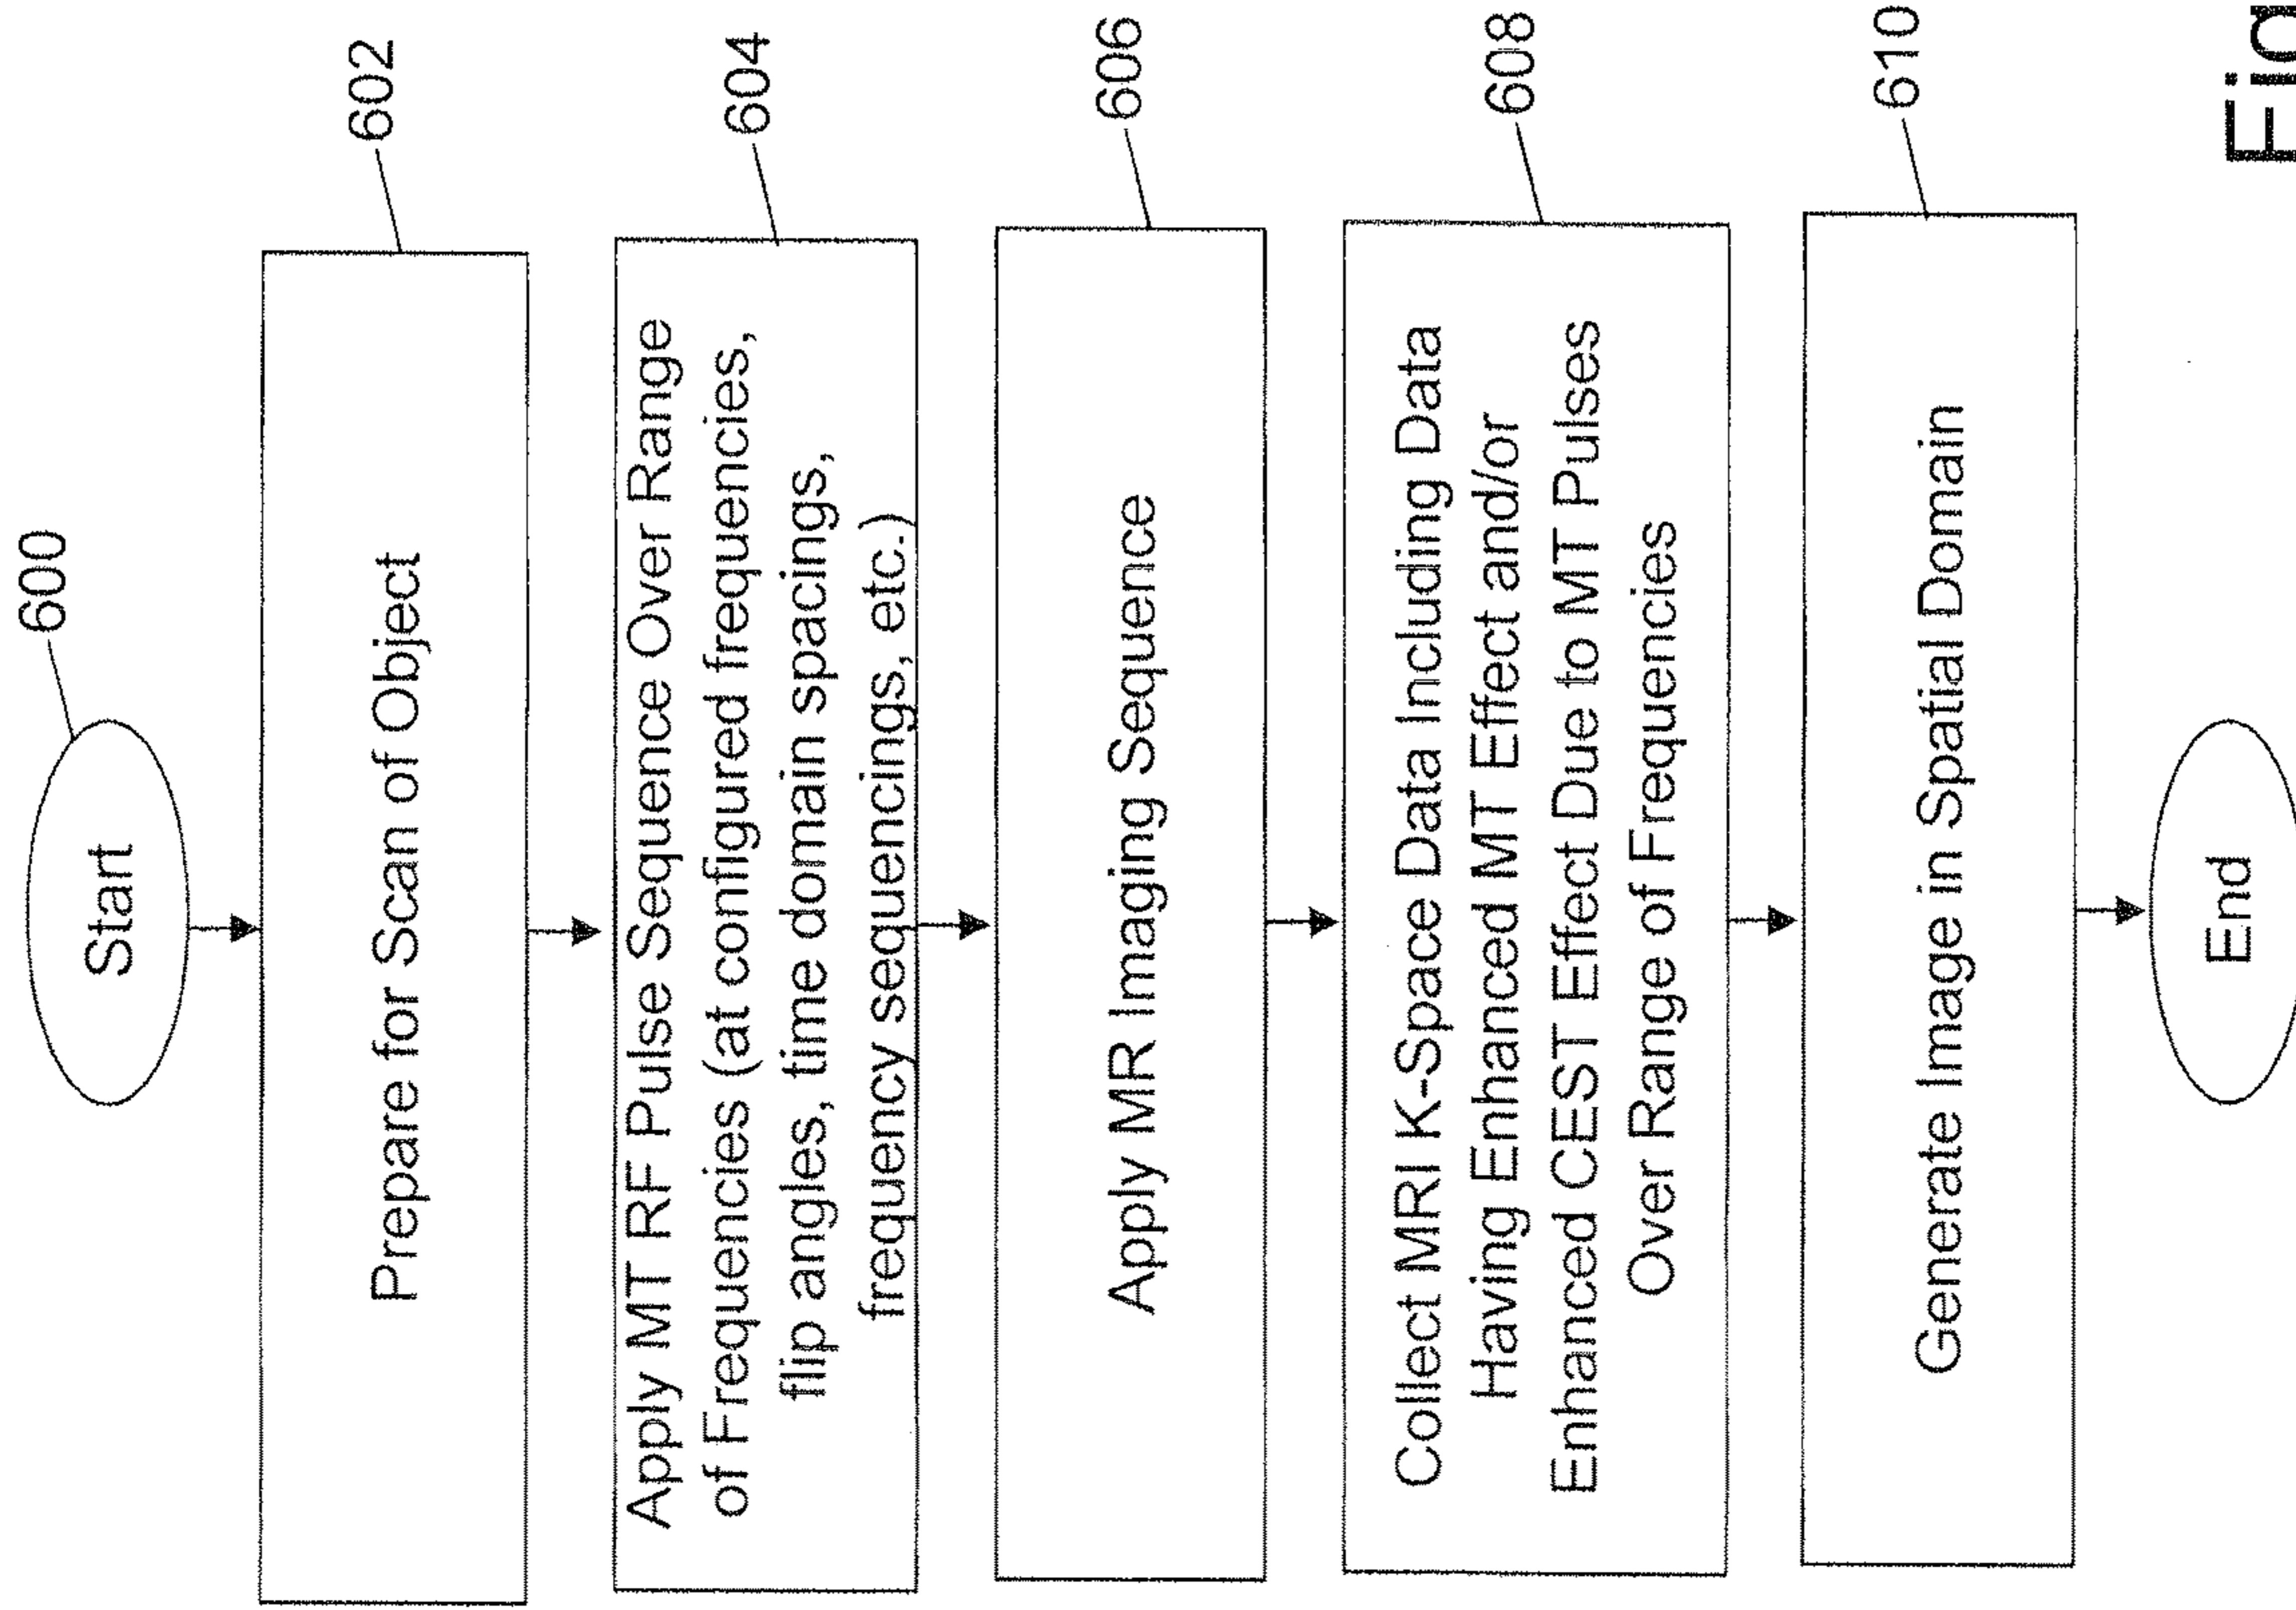 Start
600
Prepare for Scan of Object
602
Apply MT RF Pulse Sequence Over Range
of Frequencies (at configured frequencies,
flip angles, time domain spacings,
frequency sequencings, etc.)
604
Apply MR Imaging Sequence
606
Collect MRI K-Space Data Including Data
Having Enhanced MT Effect and/or
Enhanced CEST Effect Due to MT Pulses
Over Range of Frequencies
608
Generate Image in Spatial Domain
610
End
Fig